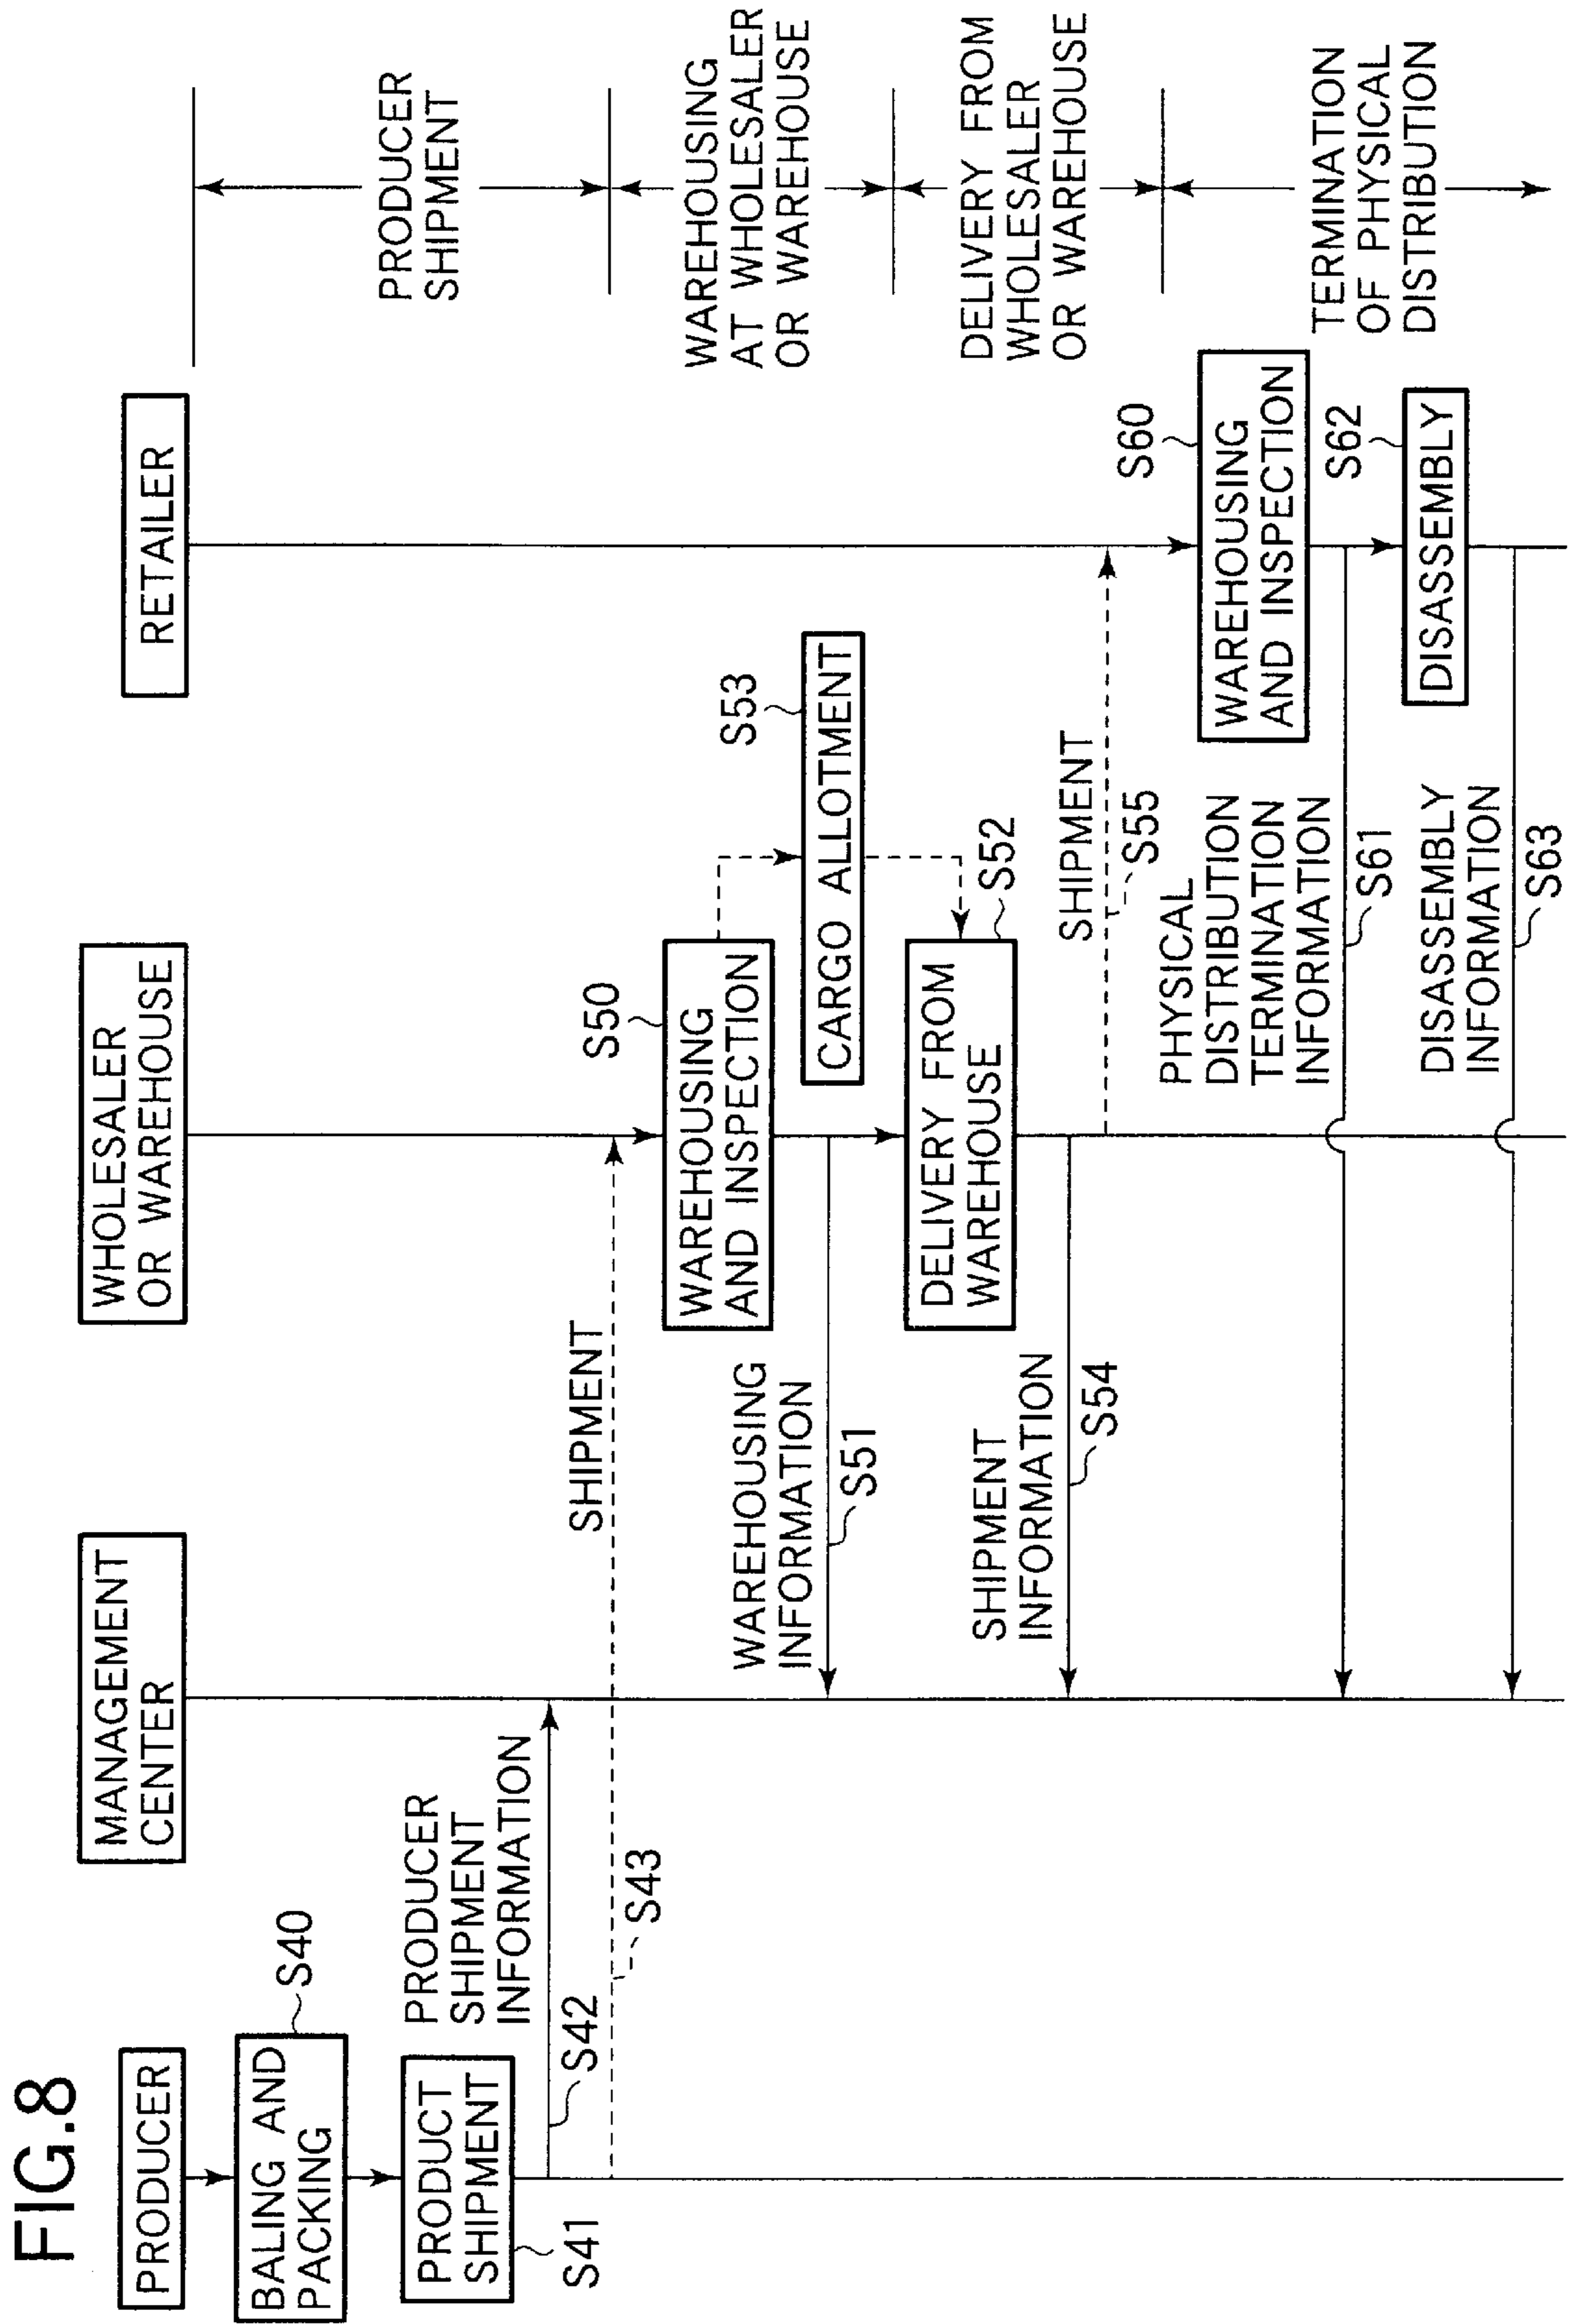 FIG.8
PRODUCER
MANAGEMENT
CENTER
WHOLESALER
OR WAREHOUSE
RETAILER
BALING AND
PACKING
S40
PRODUCT
SHIPMENT
S41
PRODUCER
SHIPMENT
INFORMATION
S42
SHIPMENT
S43
PRODUCER
SHIPMENT
WAREHOUSING
AND INSPECTION
S50
WAREHOUSING
INFORMATION
S51
CARGO ALLOTMENT
S53
WAREHOUSING
AT WHOLESALER
OR WAREHOUSE
DELIVERY FROM
WAREHOUSE
S52
SHIPMENT
INFORMATION
S54
SHIPMENT
S55
DELIVERY FROM
WHOLESALER
OR WAREHOUSE
WAREHOUSING
AND INSPECTION
S60
PHYSICAL
DISTRIBUTION
TERMINATION
INFORMATION
S61
DISASSEMBLY
S62
DISASSEMBLY
INFORMATION
S63
TERMINATION
OF PHYSICAL
DISTRIBUTION